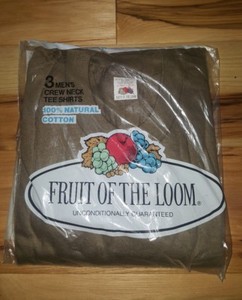 3 MEN'S
CREW NECK
TEE-SHIRTS
100% NATURAL
COTTON
FRUIT OF THE LOOM®
UNCONDITIONALLY GUARANTEED